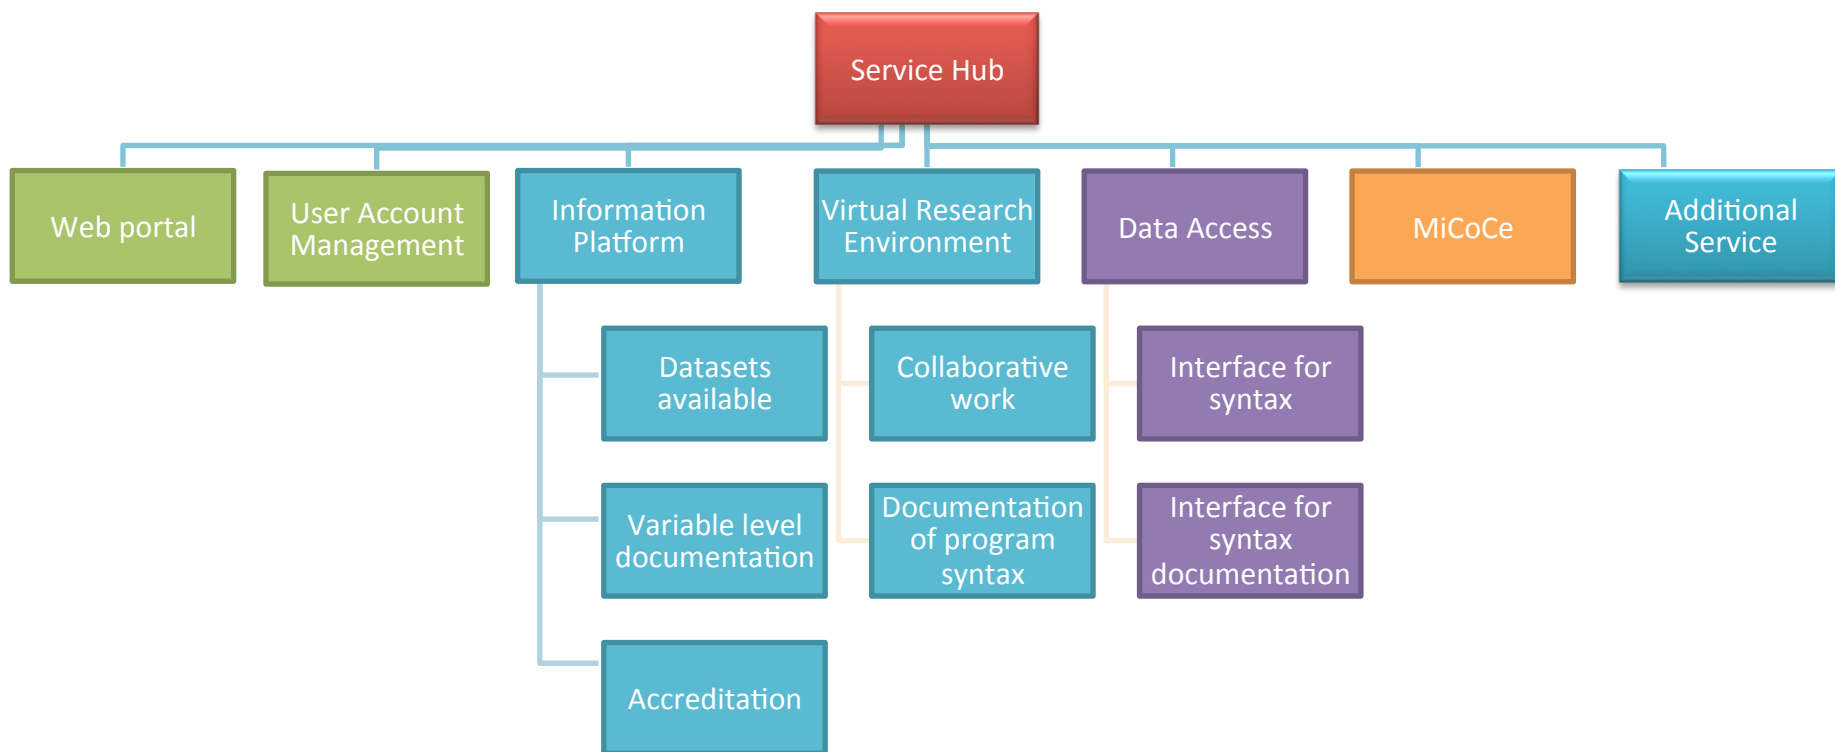 Service Hub
Web portal
User Account
Management
Information
Platform
Virtual Research
Environment
Data Access
MiCoCe
Additional
Service
Datasets
available
Collaborative
work
Interface for
syntax
Variable level
documentation
Documentation
of program
syntax
Interface for
syntax
documentation
Accreditation